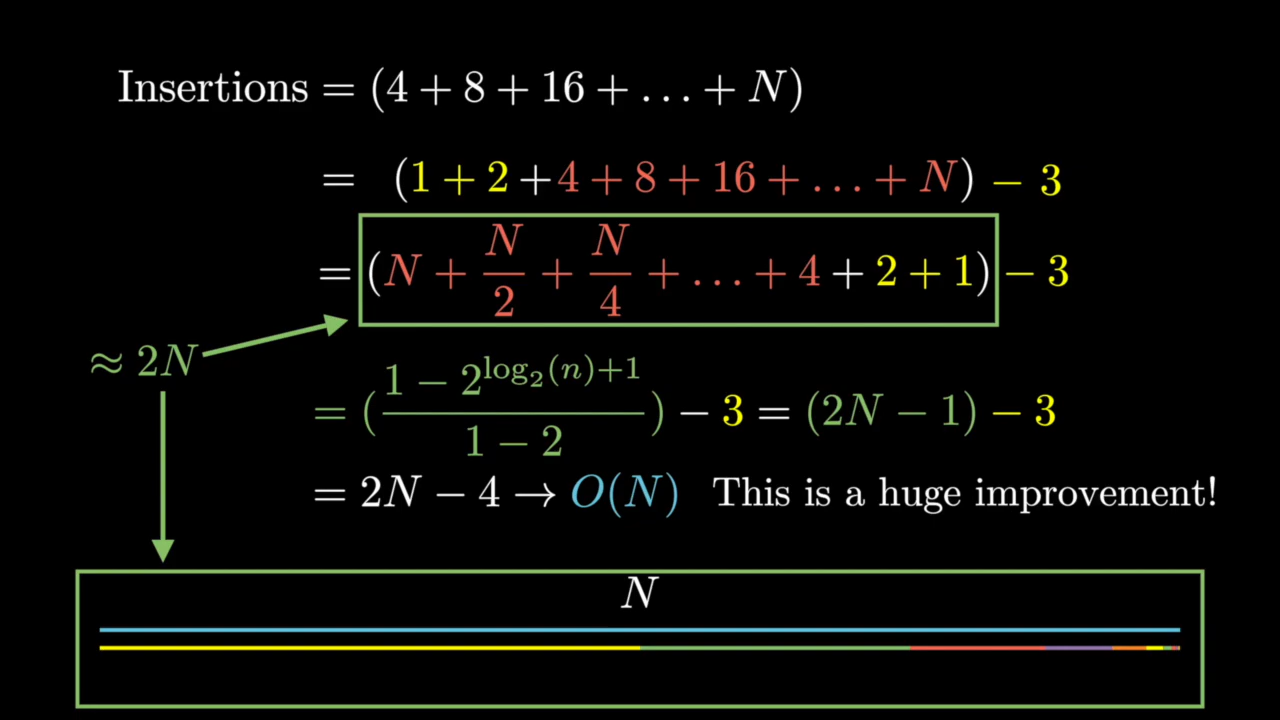 Insertions = (4 + 8 + 16 + ... + N)
= (1 + 2 + 4 + 8 + 16 + ... + N) − 3
= (N + N/2 + N/4 + ... + 4 + 2 + 1) − 3
≈ 2N
= ((1 − 2^{log₂(n)+1})/(1 − 2)) − 3 = (2N − 1) − 3
= 2N − 4 → O(N) This is a huge improvement!
N